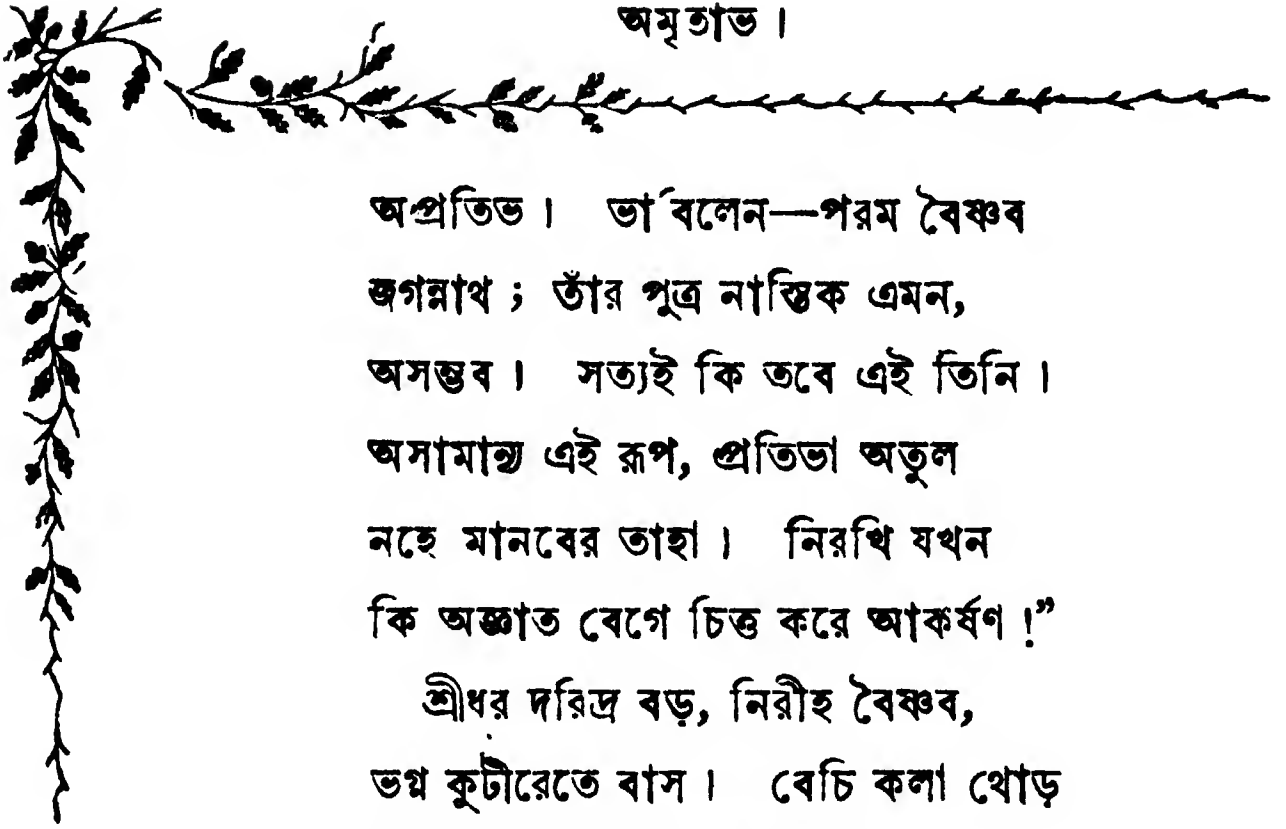 অমৃতাভ।
অপ্রতিভ। ভাবেলেন—পরম বৈষ্ণব
জগন্নাথ; তাঁর পুত্র নাস্তিক এমন,
অসম্ভব। সত্যই কি তবে এই তিনি।
অসামান্য এই রূপ, প্রতিভা অতুল
নহে মানবের তাহা। নিরখি যখন
কি অজ্ঞাত বেগে চিত্ত করে আকর্ষণ!”
শ্রীধর দরিদ্র বড়, নিরীহ বৈষ্ণব,
ভগ্ন কুটীরেতে বাস। বেচি কলা থোড়